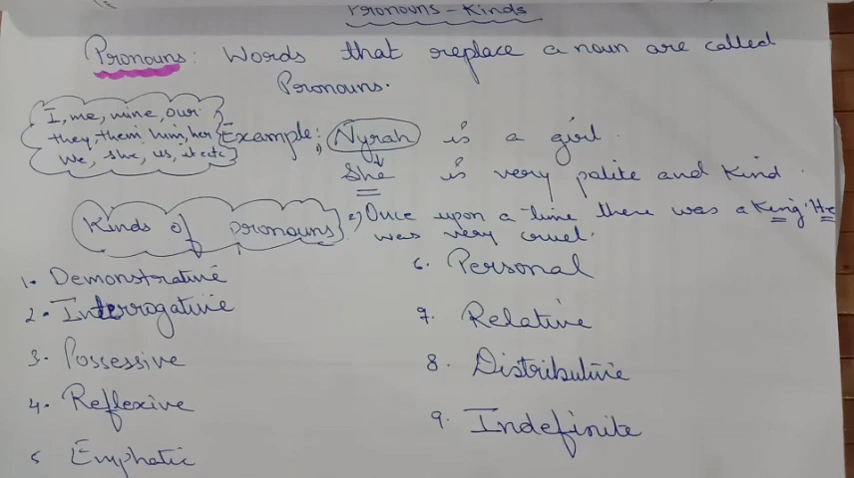 Pronouns - Kinds
Pronouns: Words that replace a noun are called
Pronouns.
I, me, mine, our
they, them, him, her
We, she, us, it etc
Example:
1) Nyrah is a girl.
She is very polite and Kind.
2) Once upon a time there was a King. He
was very cruel.
Kinds of pronouns
1. Demonstrative
2. Interrogative
3. Possessive
4. Reflexive
5 Emphatic
6. Personal
7. Relative
8. Distributive
9. Indefinite